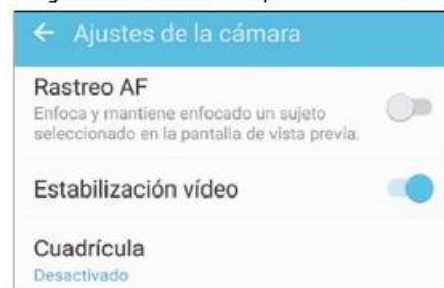 ← Ajustes de la cámara
Rastreo AF
Enfoca y mantiene enfocado un sujeto
seleccionado en la pantalla de vista previa.
Estabilización vídeo
Cuadrícula
Desactivado